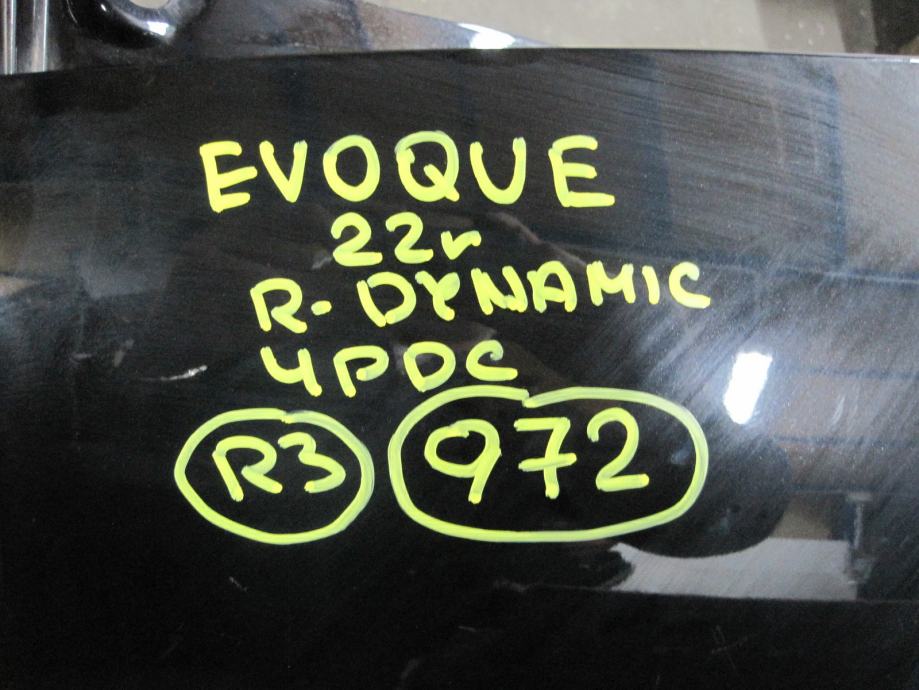 EVOQUE
22r
R-DYNAMIC
4PDC
R3 972